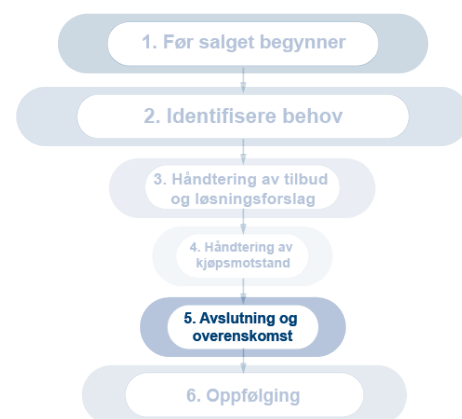 1. Før salget begynner
2. Identifisere behov
3. Håndtering av tilbud
og løsningsforslag
4. Håndtering av
kjøpsmotstand
5. Avslutning og
overenskomst
6. Oppfølging